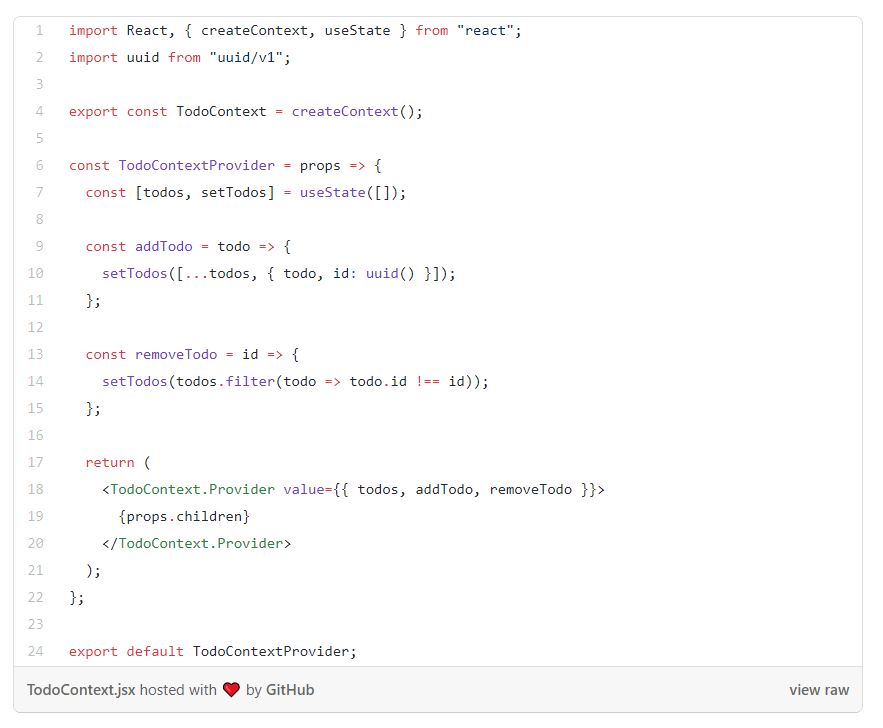 1 import React, { createContext, useState } from "react";
2 import uuid from "uuid/v1";
3
4 export const TodoContext = createContext();
5
6 const TodoContextProvider = props => {
7   const [todos, setTodos] = useState([]);
8
9   const addTodo = todo => {
10     setTodos([...todos, { todo, id: uuid() }]);
11   };
12
13   const removeTodo = id => {
14     setTodos(todos.filter(todo => todo.id !== id));
15   };
16
17   return (
18     <TodoContext.Provider value={{ todos, addTodo, removeTodo }}>
19       {props.children}
20     </TodoContext.Provider>
21   );
22 };
23
24 export default TodoContextProvider;
TodoContext.jsx hosted with ❤ by GitHub view raw